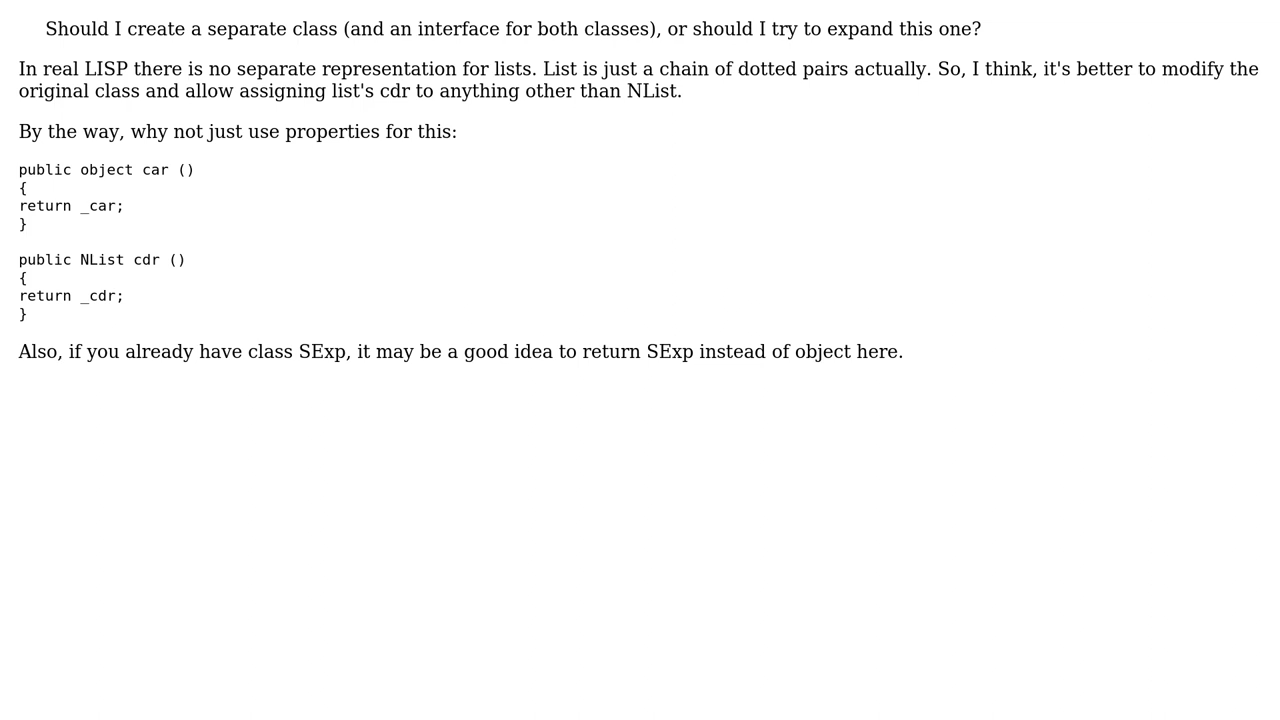 Should I create a separate class (and an interface for both classes), or should I try to expand this one?
In real LISP there is no separate representation for lists. List is just a chain of dotted pairs actually. So, I think, it's better to modify the
original class and allow assigning list's cdr to anything other than NList.
By the way, why not just use properties for this:
public object car ()
{
return _car;
}
public NList cdr ()
{
return _cdr;
}
Also, if you already have class SExp, it may be a good idea to return SExp instead of object here.